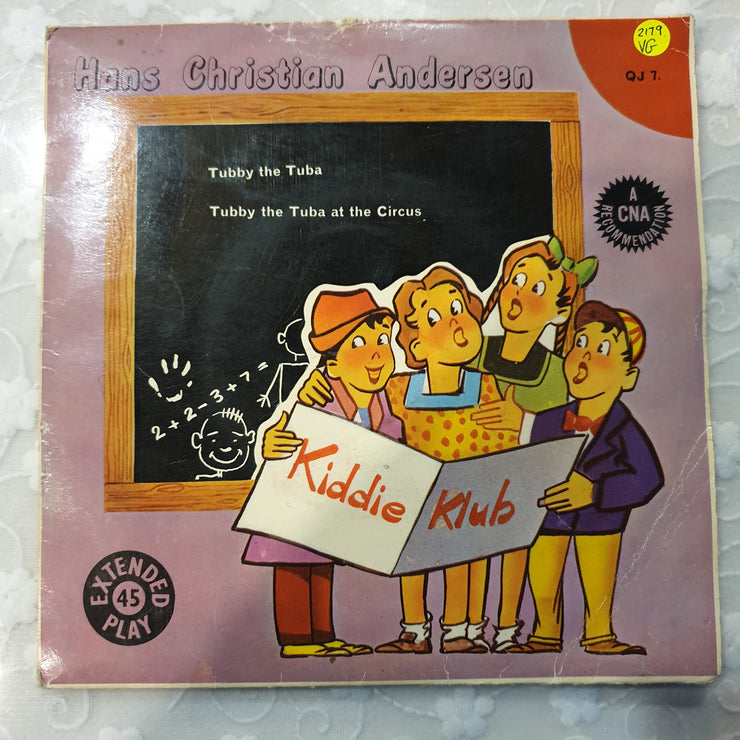 2179
VG
Hans Christian Andersen
QJ 7.
Tubby the Tuba
Tubby the Tuba at the Circus
A
CNA
RECOMMENDATION
2+2-3+7=
Kiddie Klub
EXTENDED
45
PLAY